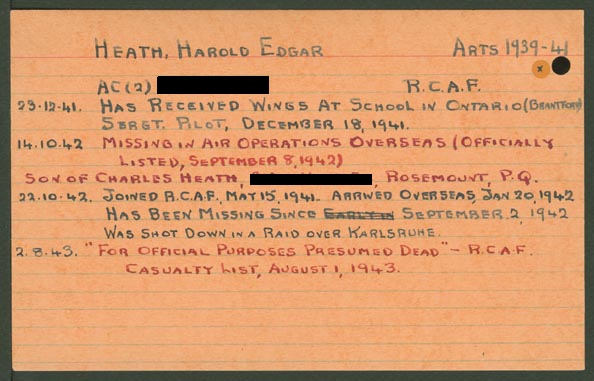 HEATH, HAROLD EDGAR ARTS 1939-41
AC(2) R.C.A.F.
23-12-41. HAS RECEIVED WINGS AT SCHOOL IN ONTARIO (BRANTFORD)
SERGT. PILOT, DECEMBER 18, 1941.
14.10.42 MISSING IN AIR OPERATIONS OVERSEAS (OFFICIALLY
LISTED, SEPTEMBER 8, 1942)
SON OF CHARLES HEATH, ROSEMOUNT, P.Q.
22.10.42. JOINED R.C.A.F., MAY 15, 1941. ARRIVED OVERSEAS, JAN 20, 1942
HAS BEEN MISSING SINCE EARLY IN SEPTEMBER 2, 1942
WAS SHOT DOWN IN A RAID OVER KARLSRUHE.
2.8.43. "FOR OFFICIAL PURPOSES PRESUMED DEAD" - R.C.A.F.
CASUALTY LIST, AUGUST 1, 1943.